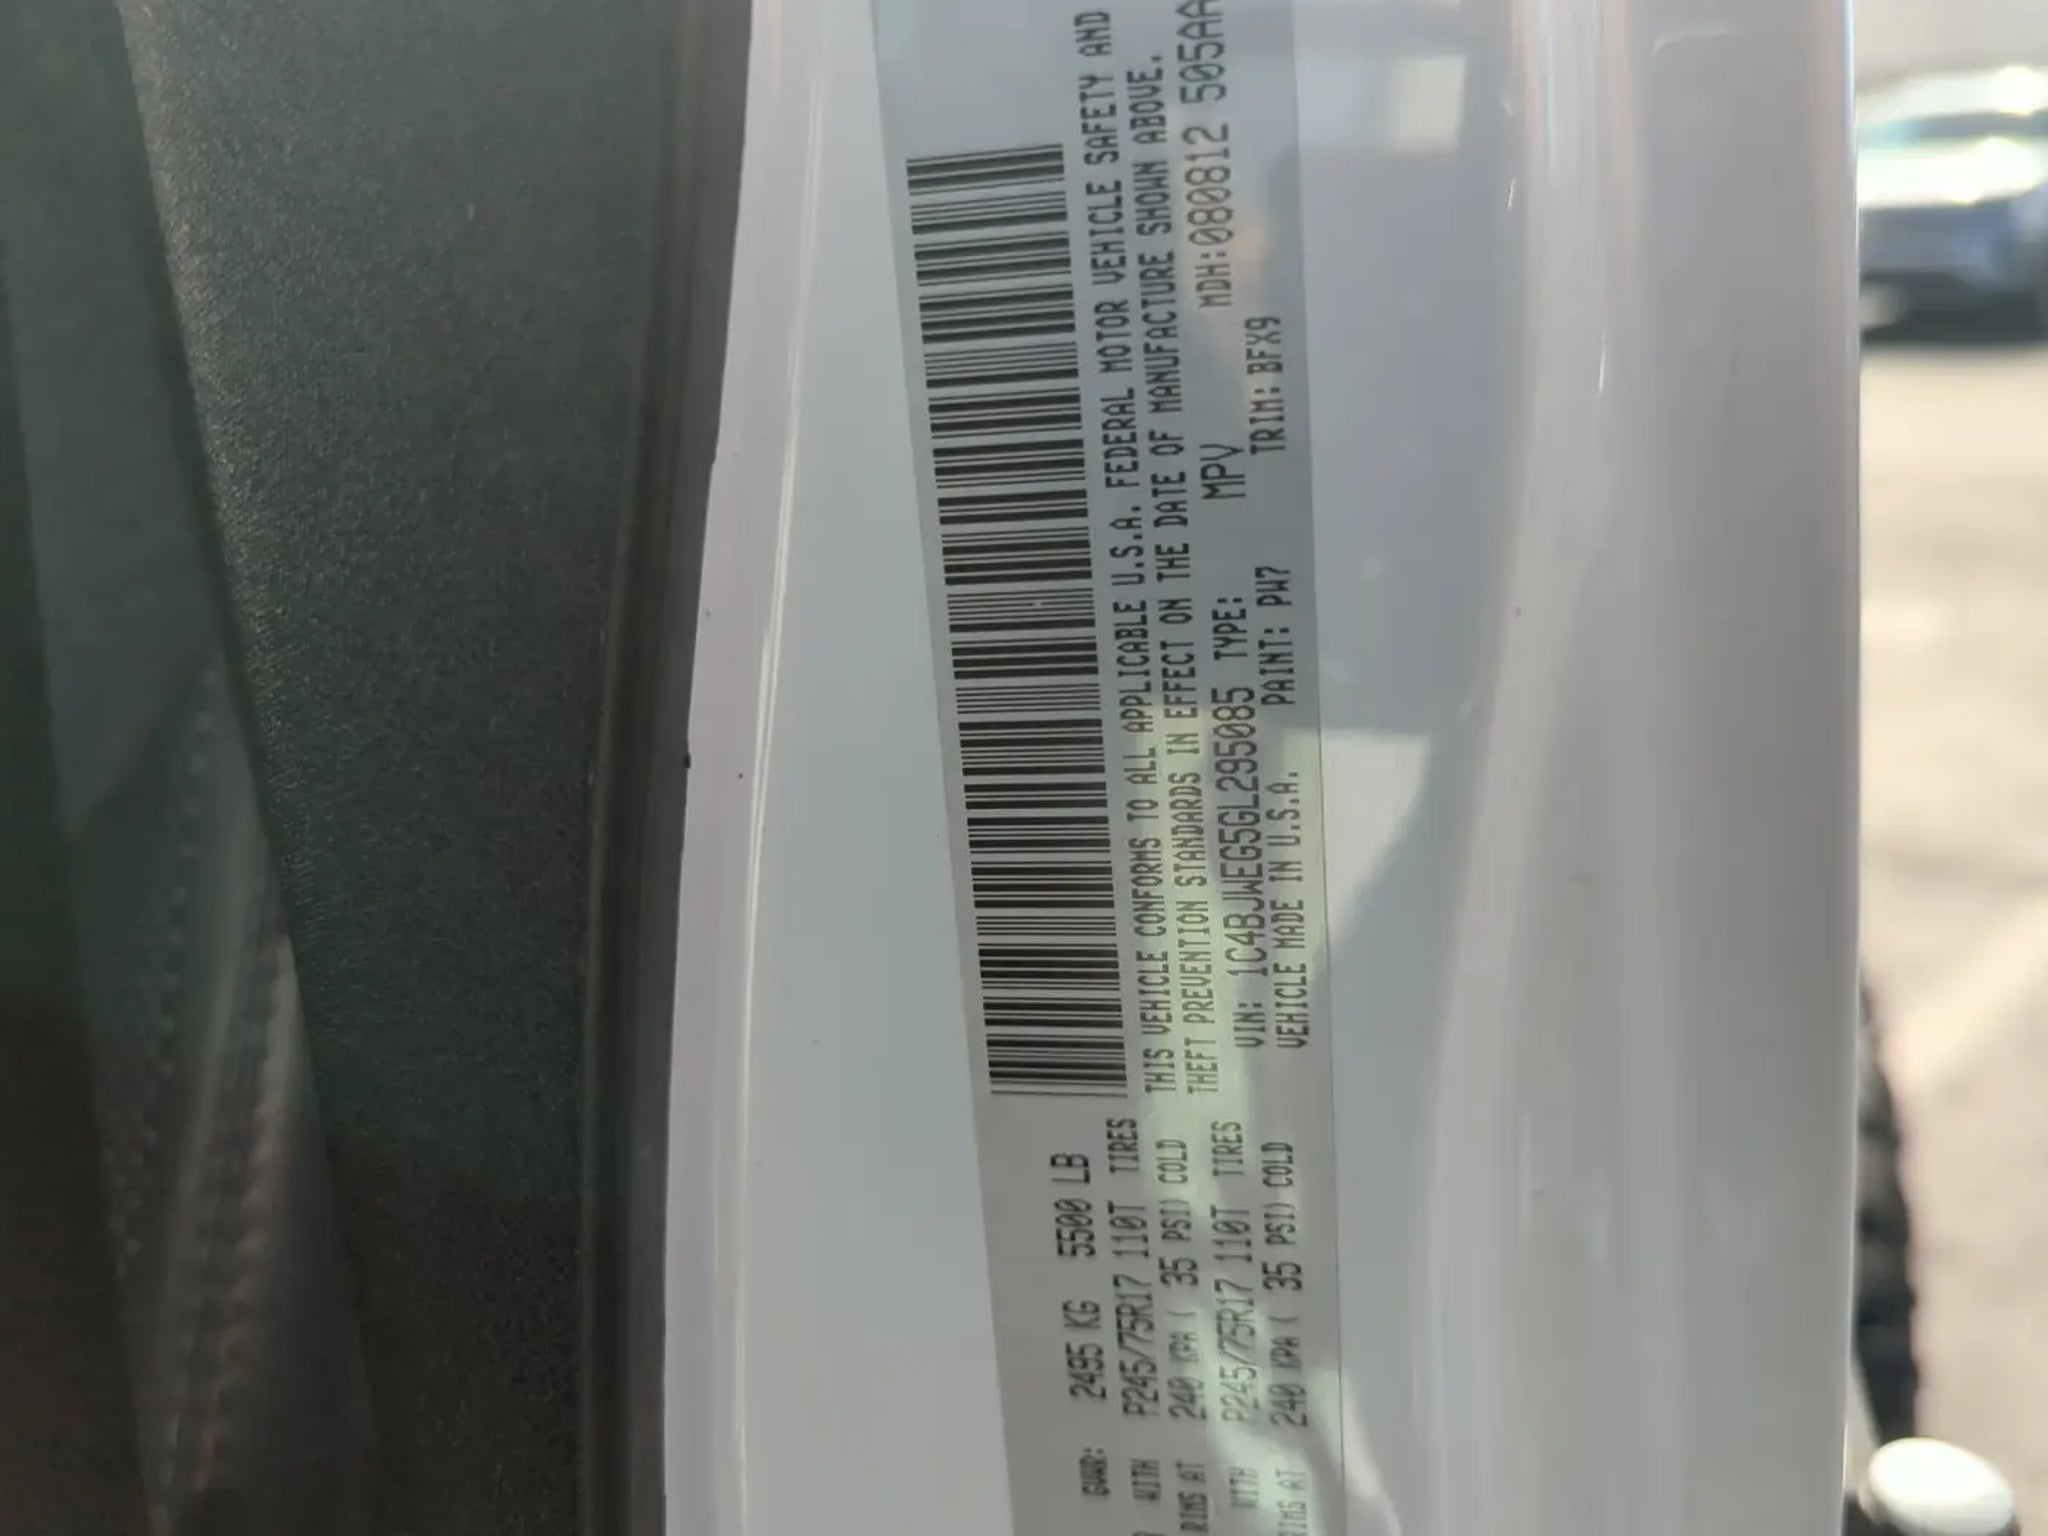 GVWR: 2495 KG 5500 LB
WITH P245/75R17 110T TIRES
RIMS AT 240 KPA ( 35 PSI) COLD
WITH P245/75R17 110T TIRES
RIMS AT 240 KPA ( 35 PSI) COLD
THIS VEHICLE CONFORMS TO ALL APPLICABLE U.S.A. FEDERAL MOTOR VEHICLE SAFETY AND
THEFT PREVENTION STANDARDS IN EFFECT ON THE DATE OF MANUFACTURE SHOWN ABOVE.
VIN: 1C4BJWEG5GL295085 TYPE: MPV MDH:080812 505AA
VEHICLE MADE IN U.S.A. PAINT: PW7 TRIM: BFX9